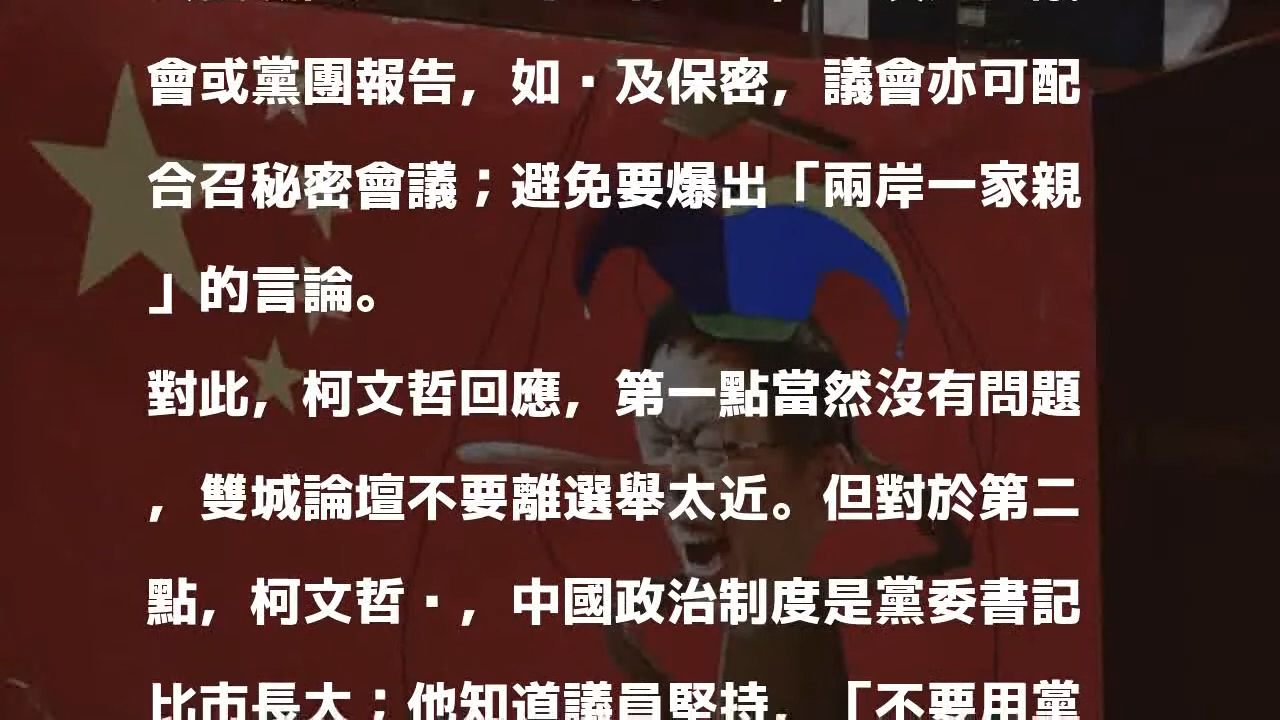 會或黨團報告，如▪及保密，議會亦可配
合召秘密會議；避免要爆出「兩岸一家親
」的言論。
對此，柯文哲回應，第一點當然沒有問題
，雙城論壇不要離選舉太近。但對於第二
點，柯文哲▪，中國政治制度是黨委書記
比市長大；他知道議員堅持，「不要用黨